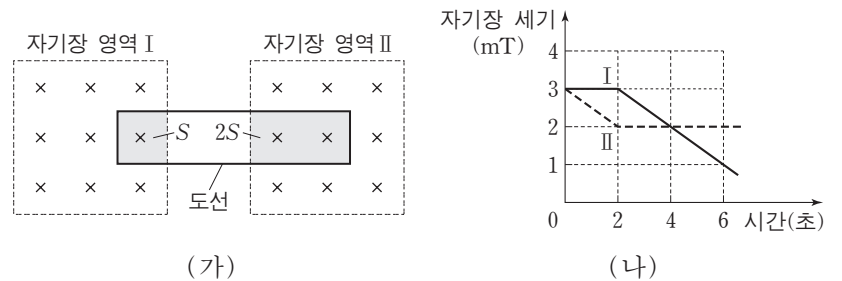 자기장 영역 Ⅰ
자기장 영역 Ⅱ
× × × × × ×
× × × S 2S × × ×
× × × × × ×
도선
(가)
자기장 세기
(mT)
4
3
2
1
0
Ⅰ
Ⅱ
2 4 6 시간(초)
(나)